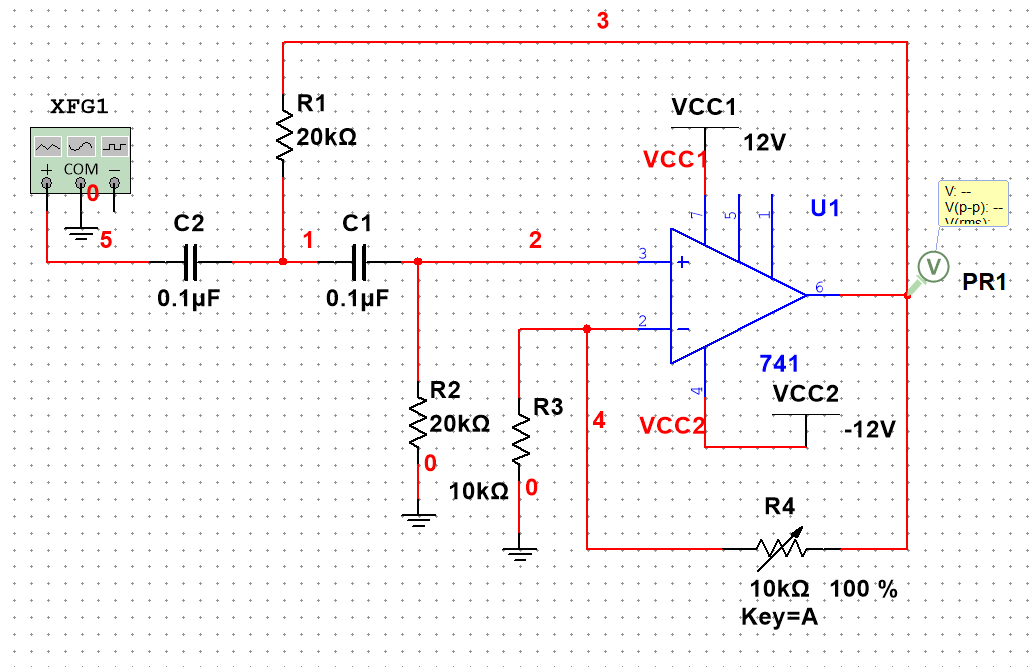 3
XFG1
+ COM −
0
5
R1
20kΩ
VCC1
12V
VCC1
7
5
1
U1
V: --
V(p-p): --
V(rms): --
V
PR1
C2
0.1µF
1
C1
0.1µF
2
3
+
6
2
−
741
4
VCC2
VCC2
-12V
R2
20kΩ
0
R3
10kΩ
0
4
R4
10kΩ 100 %
Key=A